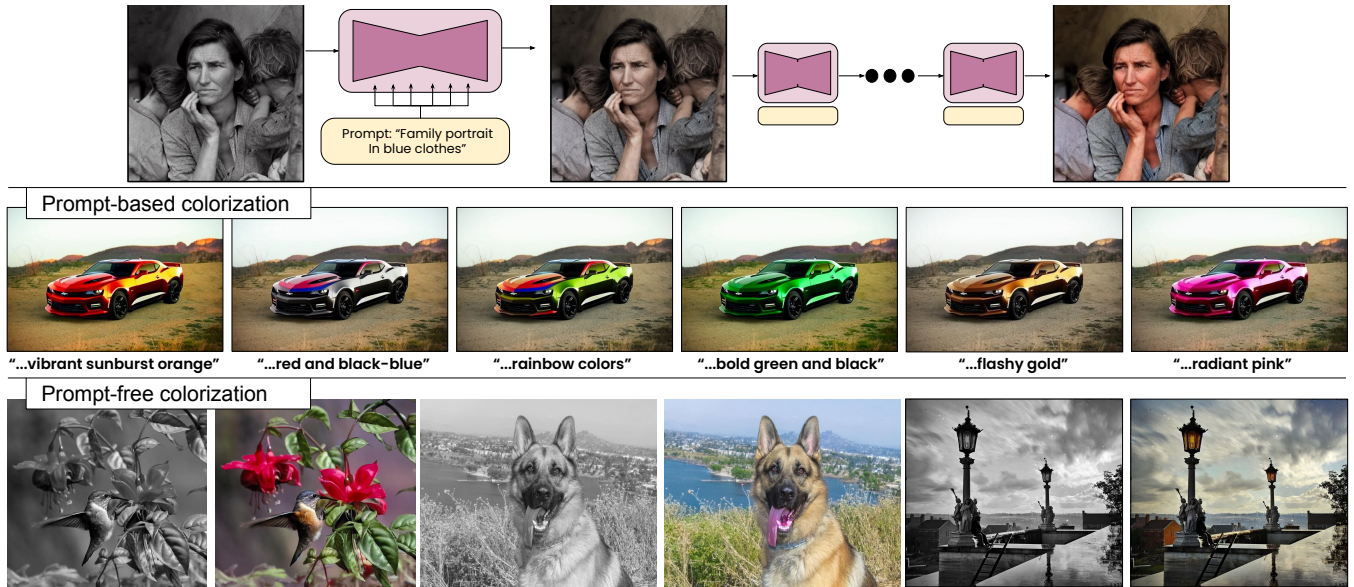 Prompt: “Family portrait
In blue clothes”
Prompt-based colorization
“...vibrant sunburst orange”
“...red and black-blue”
“...rainbow colors”
“...bold green and black”
“...flashy gold”
“...radiant pink”
Prompt-free colorization